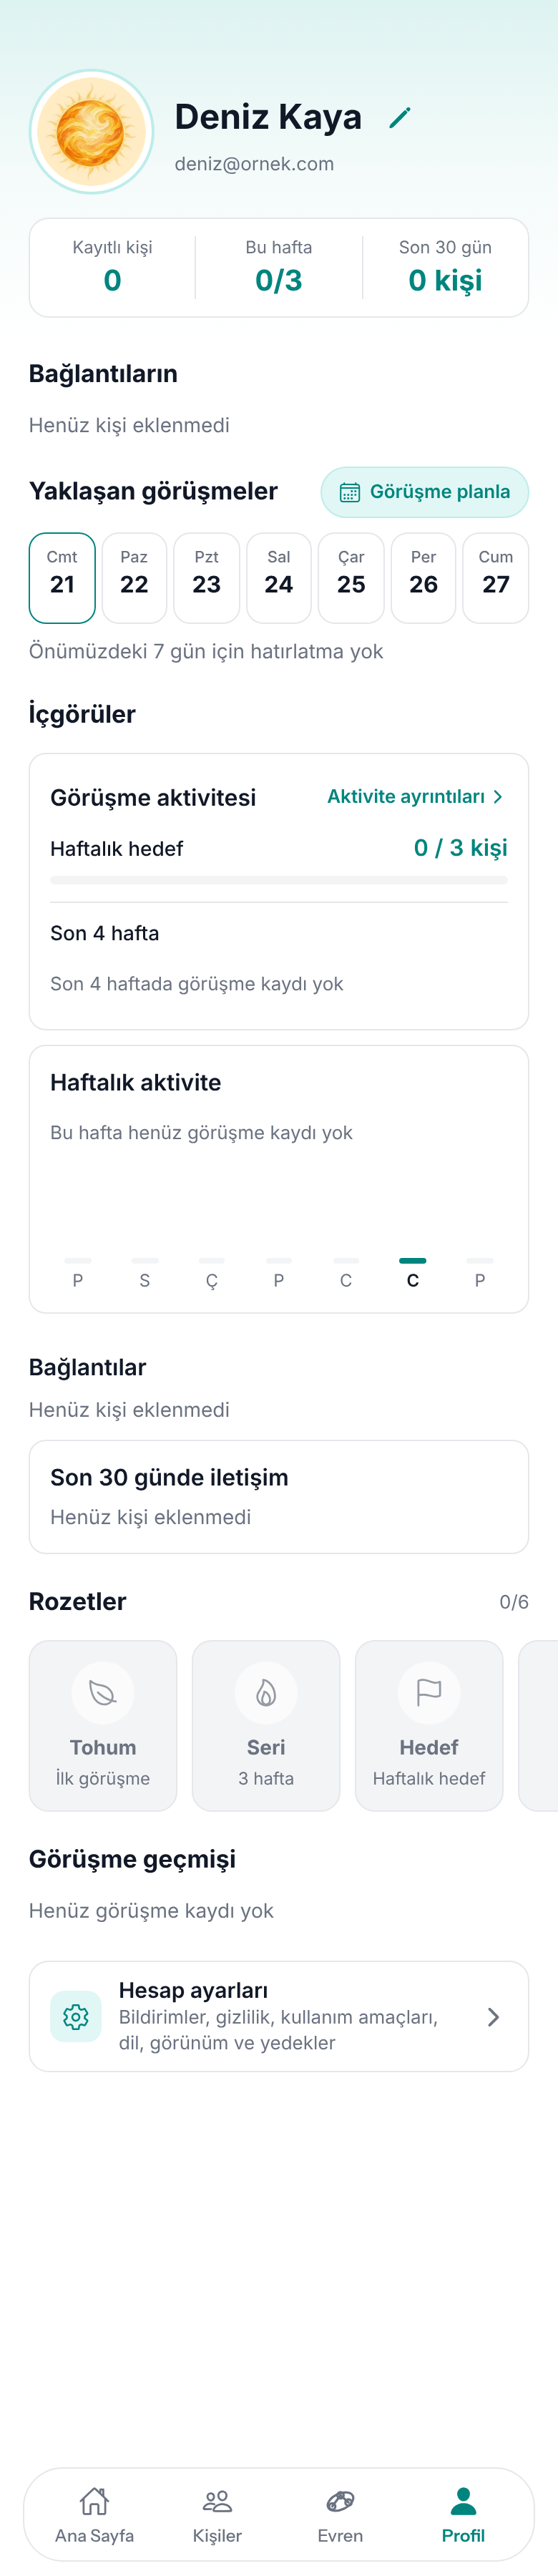 Deniz Kaya
deniz@ornek.com
Kayıtlı kişi
0
Bu hafta
0/3
Son 30 gün
0 kişi
Bağlantıların
Henüz kişi eklenmedi
Yaklaşan görüşmeler
Görüşme planla
Cmt
21
Paz
22
Pzt
23
Sal
24
Çar
25
Per
26
Cum
27
Önümüzdeki 7 gün için hatırlatma yok
İçgörüler
Görüşme aktivitesi
Aktivite ayrıntıları
Haftalık hedef
0 / 3 kişi
Son 4 hafta
Son 4 haftada görüşme kaydı yok
Haftalık aktivite
Bu hafta henüz görüşme kaydı yok
P
S
Ç
P
C
C
P
Bağlantılar
Henüz kişi eklenmedi
Son 30 günde iletişim
Henüz kişi eklenmedi
Rozetler
0/6
Tohum
İlk görüşme
Seri
3 hafta
Hedef
Haftalık hedef
Görüşme geçmişi
Henüz görüşme kaydı yok
Hesap ayarları
Bildirimler, gizlilik, kullanım amaçları,
dil, görünüm ve yedekler
Ana Sayfa
Kişiler
Evren
Profil